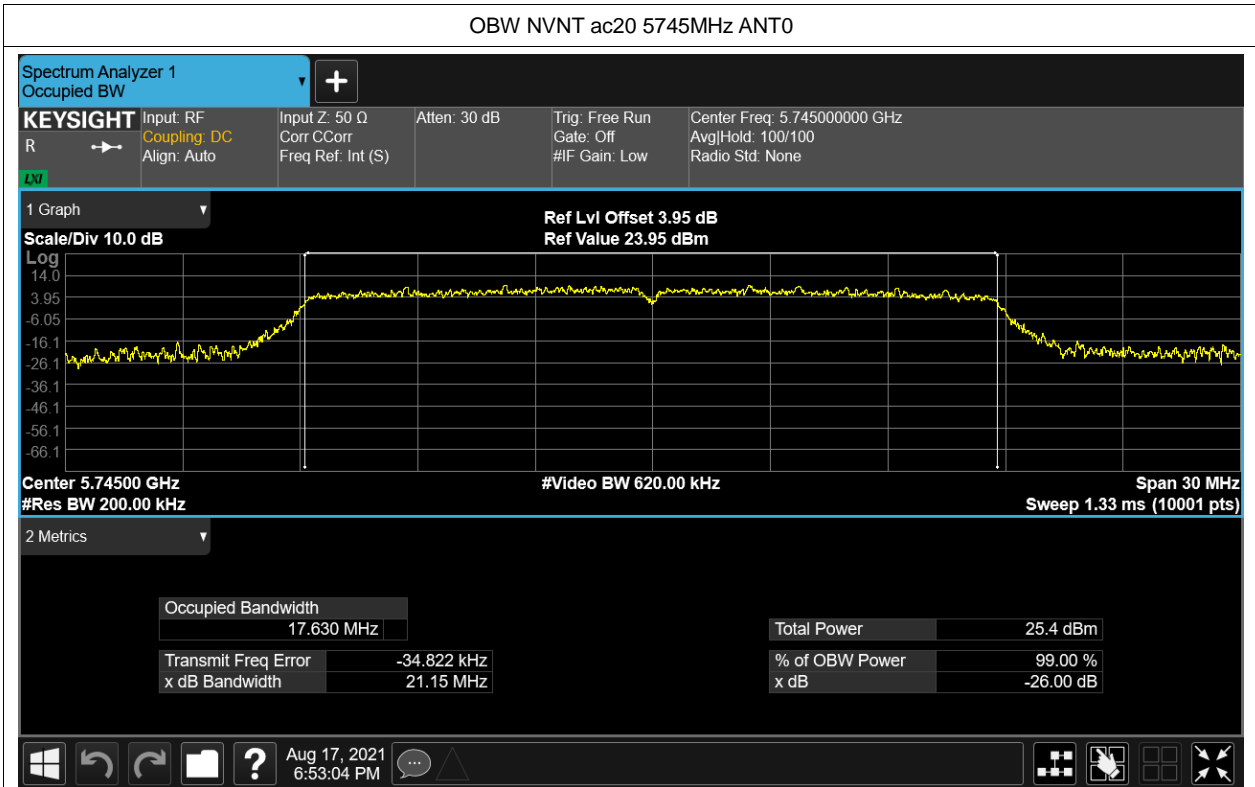 OBW NVNT ac20 5745MHz ANT0
Spectrum Analyzer 1
Occupied BW
KEYSIGHT
R
LXI
Input: RF
Coupling: DC
Align: Auto
Input Z: 50 Ω
Corr CCorr
Freq Ref: Int (S)
Atten: 30 dB
Trig: Free Run
Gate: Off
#IF Gain: Low
Center Freq: 5.745000000 GHz
Avg|Hold: 100/100
Radio Std: None
1 Graph
Scale/Div 10.0 dB
Ref Lvl Offset 3.95 dB
Ref Value 23.95 dBm
Log
14.0
3.95
-6.05
-16.1
-26.1
-36.1
-46.1
-56.1
-66.1
Center 5.74500 GHz
#Video BW 620.00 kHz
Span 30 MHz
#Res BW 200.00 kHz
Sweep 1.33 ms (10001 pts)
2 Metrics
Occupied Bandwidth
17.630 MHz
Total Power 25.4 dBm
Transmit Freq Error -34.822 kHz
% of OBW Power 99.00 %
x dB Bandwidth 21.15 MHz
x dB -26.00 dB
?
Aug 17, 2021
6:53:04 PM